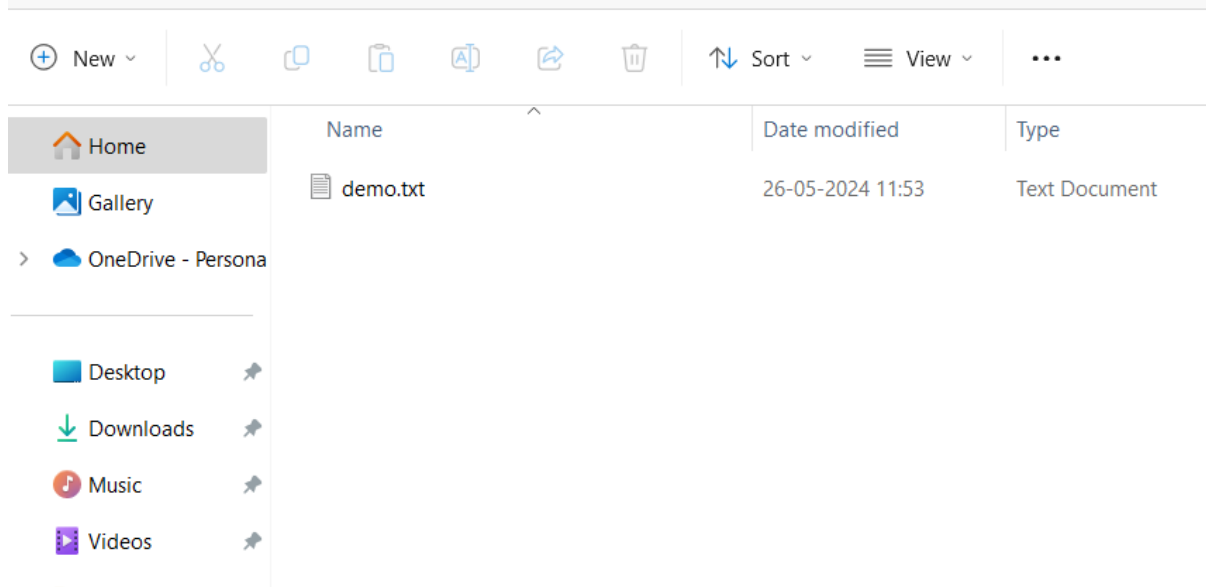 New Sort View
Name Date modified Type
Home
demo.txt 26-05-2024 11:53 Text Document
Gallery
OneDrive - Persona
Desktop
Downloads
Music
Videos